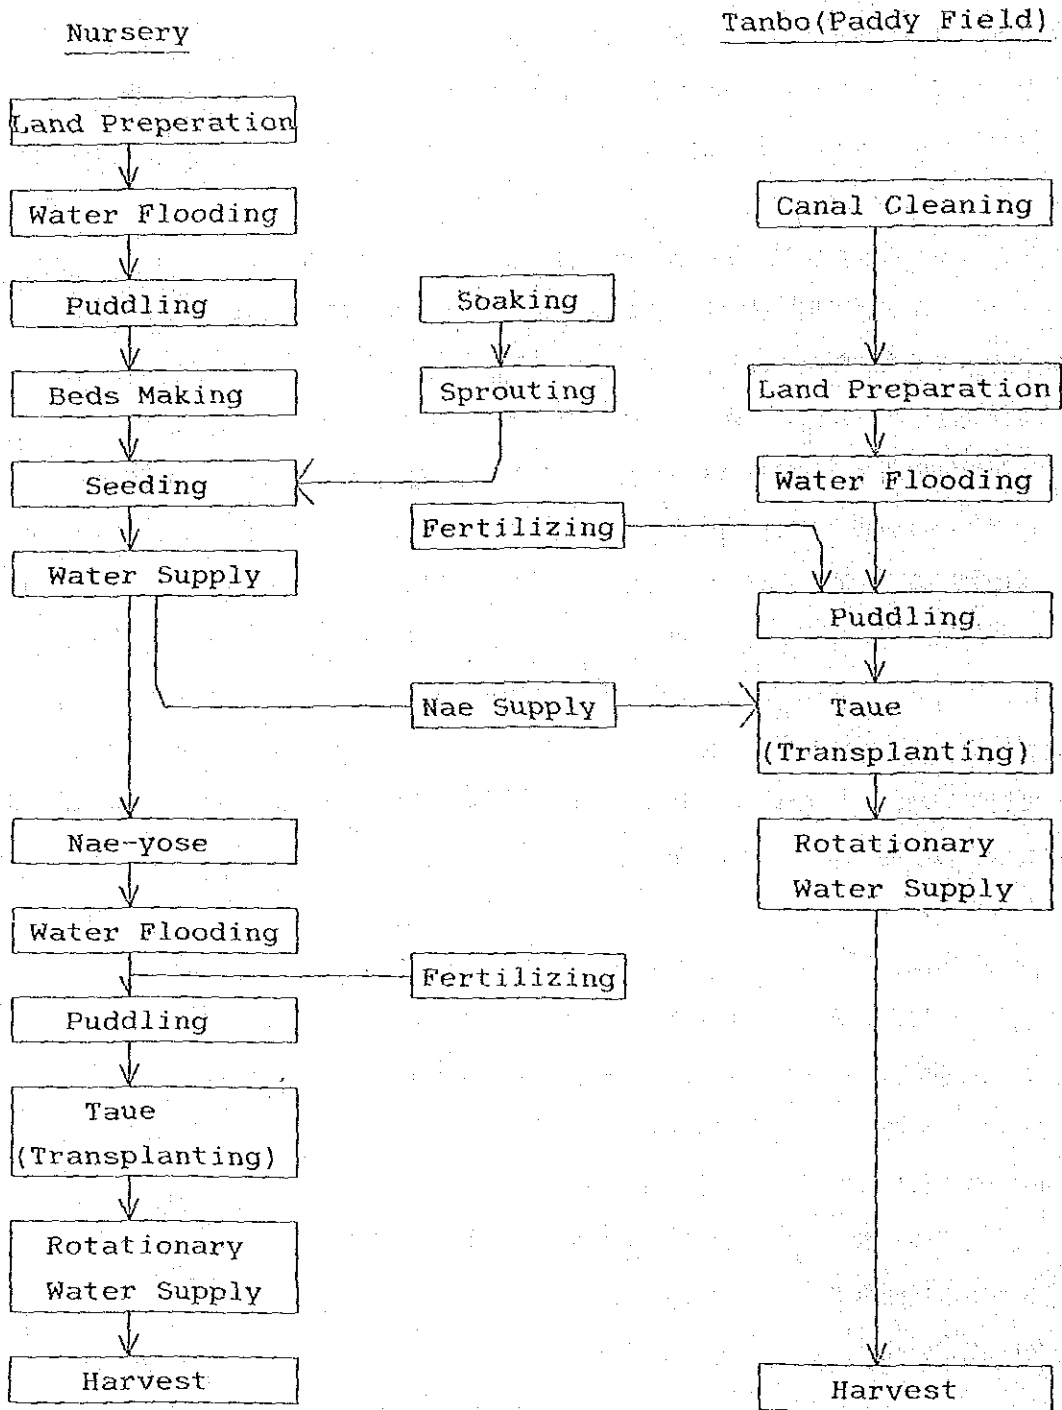 Nursery
Tanbo(Paddy Field)
Land Preperation
Water Flooding
Puddling
Beds Making
Seeding
Water Supply
Soaking
Sprouting
Fertilizing
Nae Supply
Canal Cleaning
Land Preparation
Water Flooding
Puddling
Taue
(Transplanting)
Rotationary
Water Supply
Nae-yose
Water Flooding
Fertilizing
Puddling
Taue
(Transplanting)
Rotationary
Water Supply
Harvest
Harvest